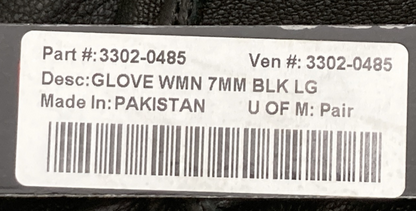 Part #: 3302-0485 Ven #: 3302-0485
Desc:GLOVE WMN 7MM BLK LG
Made In: PAKISTAN U OF M: Pair